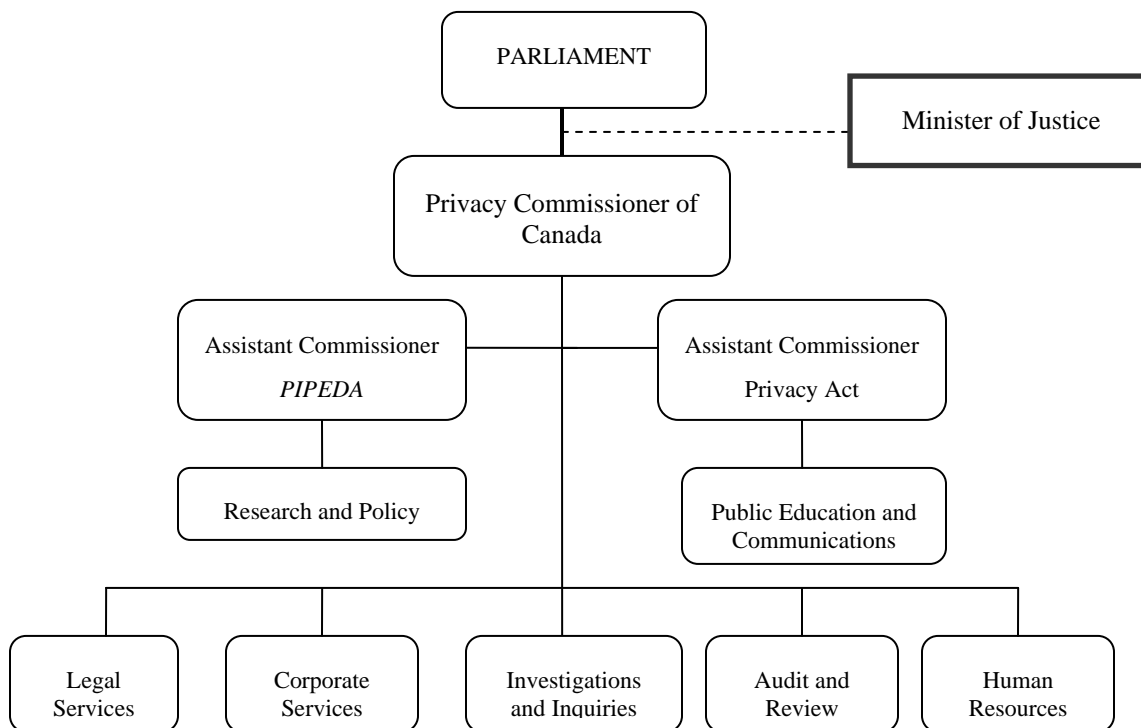 PARLIAMENT
Minister of Justice
Privacy Commissioner of
Canada
Assistant Commissioner
PIPEDA
Assistant Commissioner
Privacy Act
Research and Policy
Public Education and
Communications
Legal
Services
Corporate
Services
Investigations
and Inquiries
Audit and
Review
Human
Resources